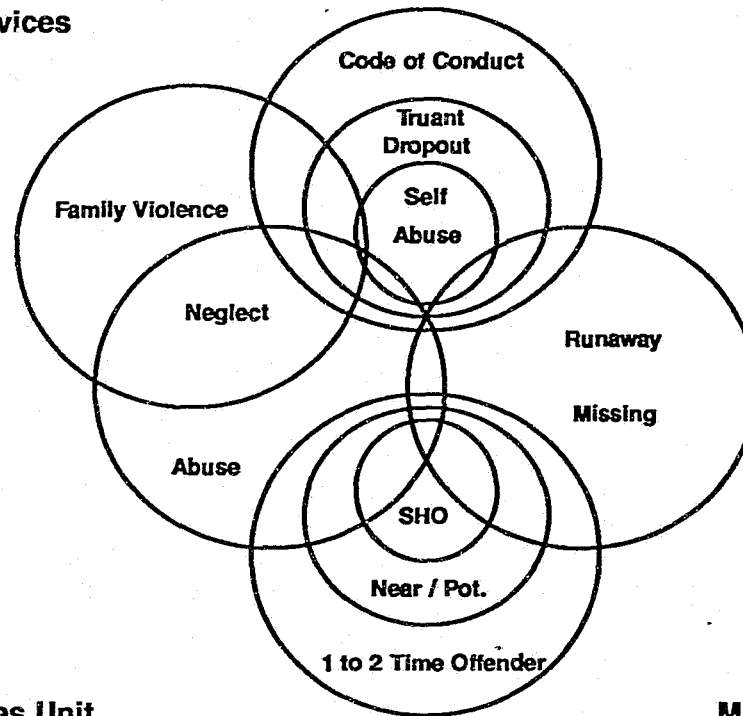 vices
Code of Conduct
Truant
Dropout
Self
Abuse
Family Violence
Neglect
Runaway
Missing
Abuse
SHO
Near / Pot.
1 to 2 Time Offender
es Unit
M